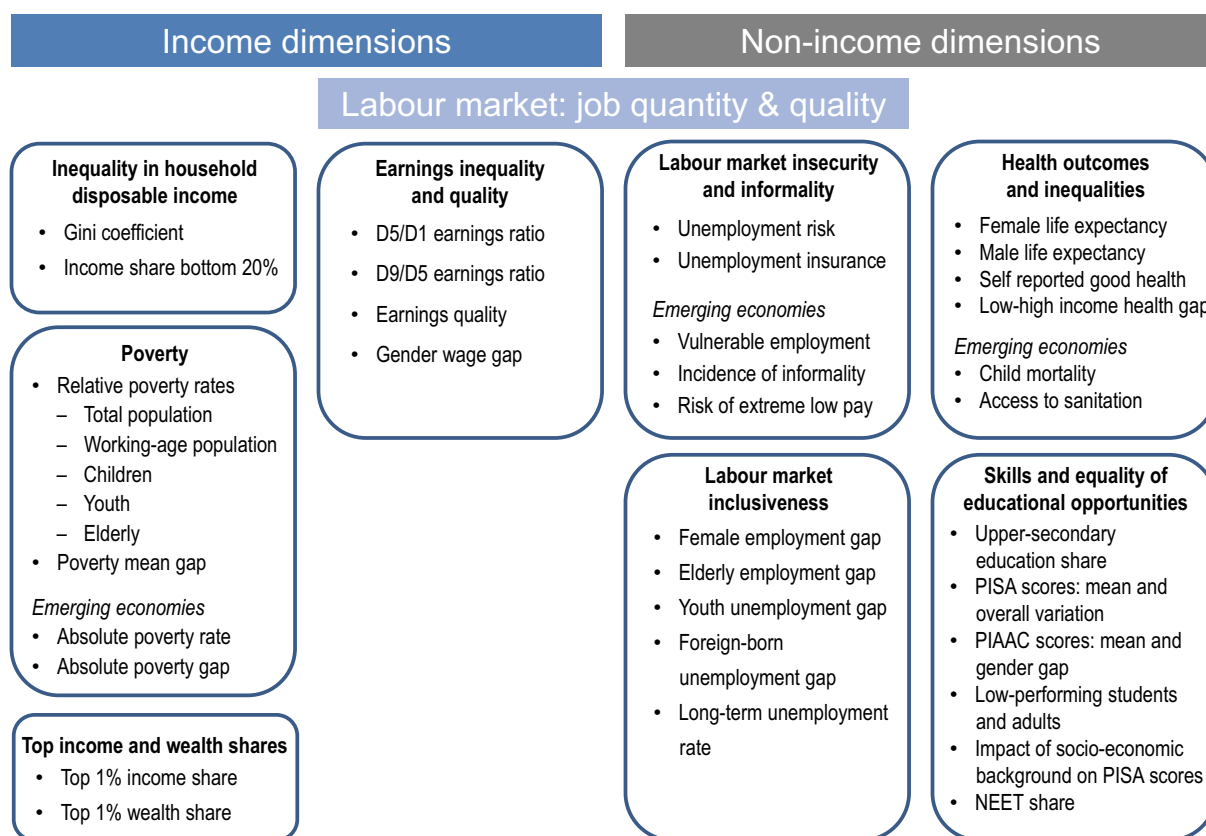 Income dimensions
Non-income dimensions
Labour market: job quantity & quality
Inequality in household
disposable income
• Gini coefficient
• Income share bottom 20%
Poverty
• Relative poverty rates
– Total population
– Working-age population
– Children
– Youth
– Elderly
• Poverty mean gap
Emerging economies
• Absolute poverty rate
• Absolute poverty gap
Top income and wealth shares
• Top 1% income share
• Top 1% wealth share
Earnings inequality
and quality
• D5/D1 earnings ratio
• D9/D5 earnings ratio
• Earnings quality
• Gender wage gap
Labour market insecurity
and informality
• Unemployment risk
• Unemployment insurance
Emerging economies
• Vulnerable employment
• Incidence of informality
• Risk of extreme low pay
Labour market
inclusiveness
• Female employment gap
• Elderly employment gap
• Youth unemployment gap
• Foreign-born
unemployment gap
• Long-term unemployment
rate
Health outcomes
and inequalities
• Female life expectancy
• Male life expectancy
• Self reported good health
• Low-high income health gap
Emerging economies
• Child mortality
• Access to sanitation
Skills and equality of
educational opportunities
• Upper-secondary
education share
• PISA scores: mean and
overall variation
• PIAAC scores: mean and
gender gap
• Low-performing students
and adults
• Impact of socio-economic
background on PISA scores
• NEET share